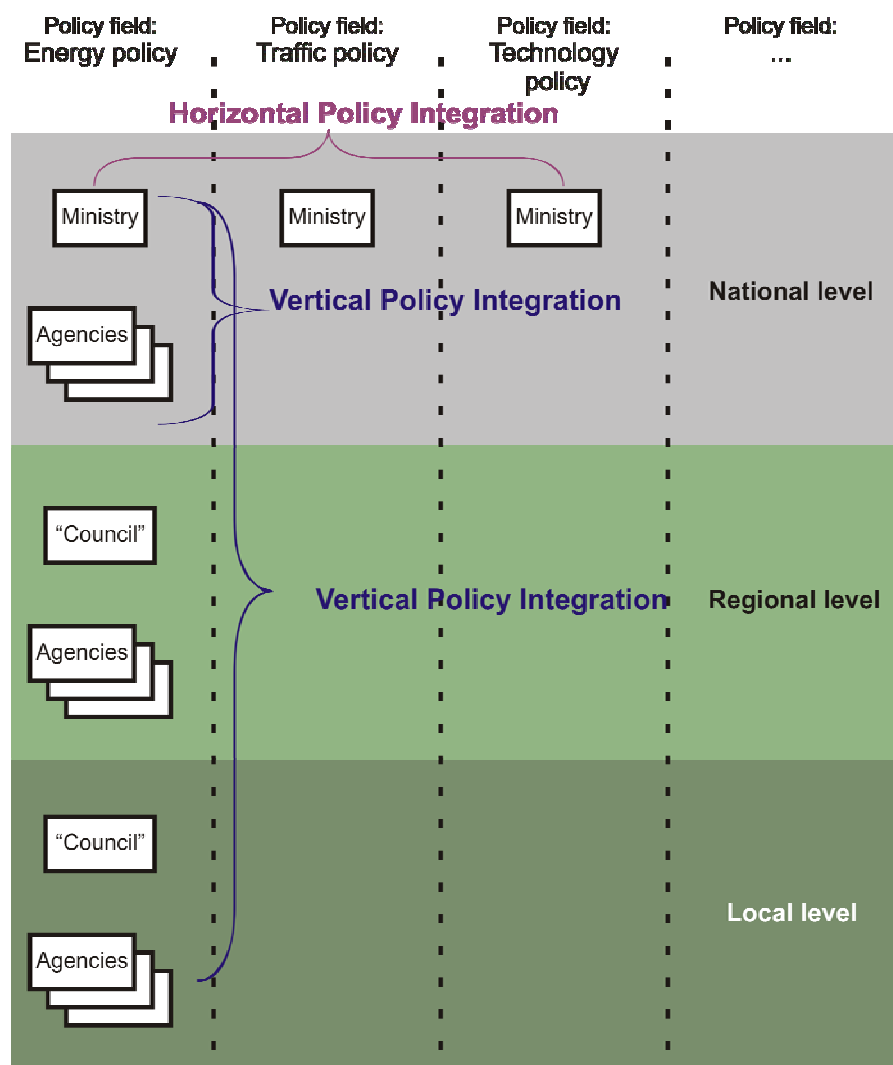 Policy field:
Energy policy
Policy field:
Traffic policy
Policy field:
Technology
policy
Policy field:
...
Horizontal Policy Integration
Ministry
Ministry
Ministry
Vertical Policy Integration
National level
Agencies
“Council”
Vertical Policy Integration
Regional level
Agencies
“Council”
Local level
Agencies